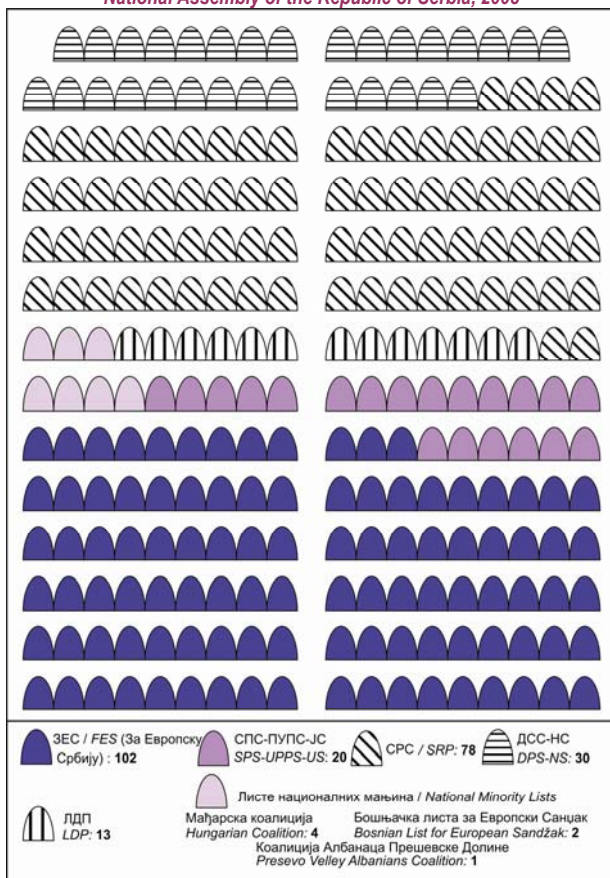 National Assembly of the Republic of Serbia, 2008
ЗЕС / FES (За Европску Србију) : 102
СПС-ПУПС-ЈС
SPS-UPPS-US: 20
СРС / SRP: 78
ДСС-НС
DPS-NS: 30
ЛДП
LDP: 13
Листе националних мањина / National Minority Lists
Мађарска коалиција
Hungarian Coalition: 4
Бошњачка листа за Европски Санџак
Bosnian List for European Sandžak: 2
Коалиција Албанаца Прешевске Долине
Presevo Velley Albanians Coalition: 1